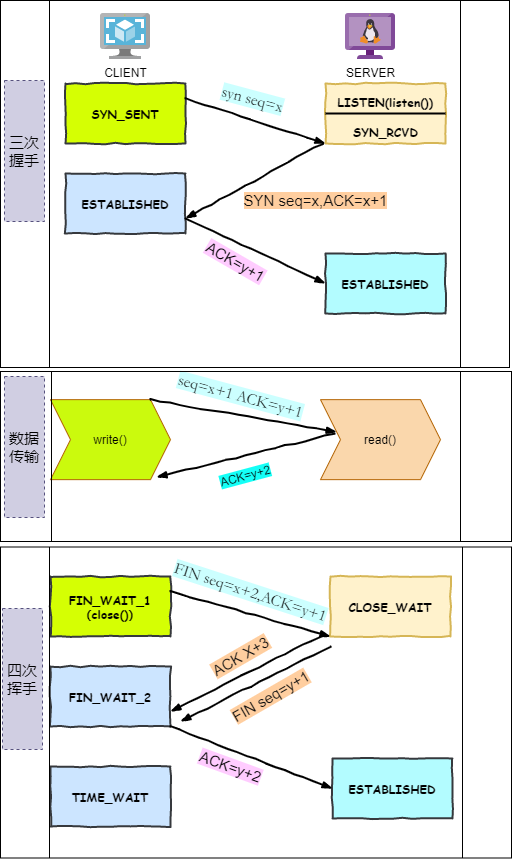 CLIENT
SERVER
三次
握手
SYN_SENT
syn seq=x
LISTEN(listen())
SYN_RCVD
ESTABLISHED
SYN seq=x,ACK=x+1
ACK=y+1
ESTABLISHED
数据
传输
seq=x+1 ACK=y+1
write()
read()
ACK=y+2
四次
挥手
FIN seq=x+2,ACK=y+1
FIN_WAIT_1
(close())
CLOSE_WAIT
ACK X+3
FIN seq=y+1
FIN_WAIT_2
ACK=y+2
TIME_WAIT
ESTABLISHED